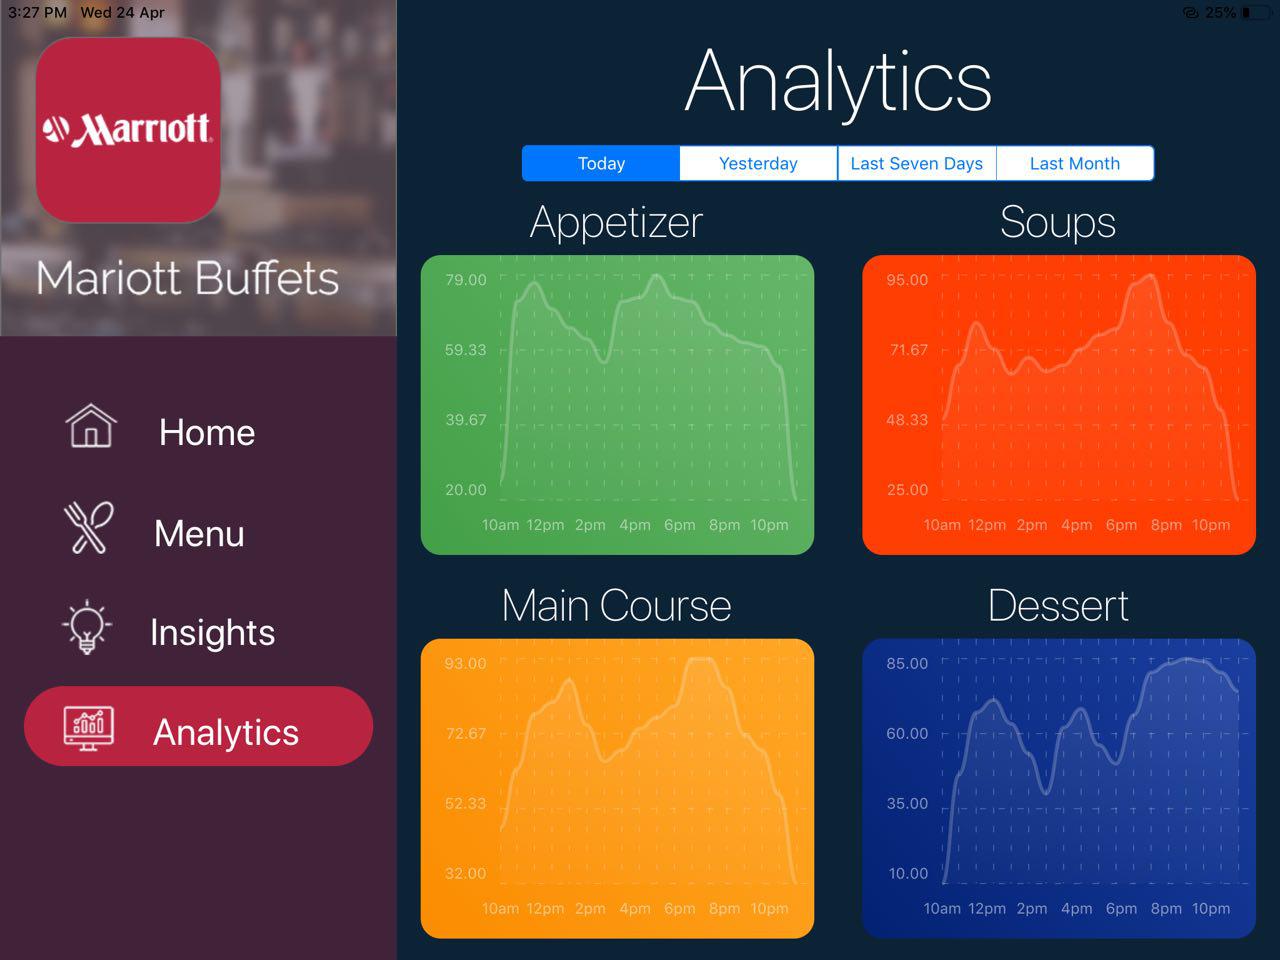 3:27 PM Wed 24 Apr
25%
Marriott
Mariott Buffets
Home
Menu
Insights
Analytics
Analytics
Today Yesterday Last Seven Days Last Month
Appetizer
79.00
59.33
39.67
20.00
10am 12pm 2pm 4pm 6pm 8pm 10pm
Soups
95.00
71.67
48.33
25.00
10am 12pm 2pm 4pm 6pm 8pm 10pm
Main Course
93.00
72.67
52.33
32.00
10am 12pm 2pm 4pm 6pm 8pm 10pm
Dessert
85.00
60.00
35.00
10.00
10am 12pm 2pm 4pm 6pm 8pm 10pm